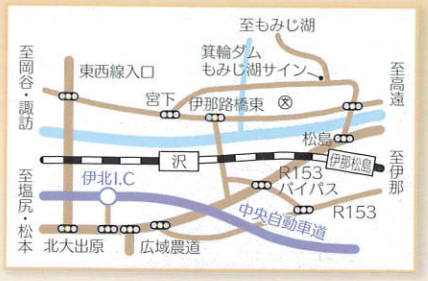 至もみじ湖
箕輪ダム
もみじ湖サイン
至岡谷・諏訪
東西線入口
宮下
伊那路橋東
文
至高遠
松島
沢
伊那松島
至伊那
至塩尻・松本
伊北I.C
R153
バイパス
中央自動車道
R153
北大出原
広域農道